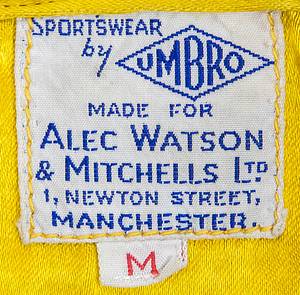 SPORTSWEAR
by UMBRO
MADE FOR
ALEC WATSON
& MITCHELLS LTD.
1, NEWTON STREET,
MANCHESTER.
M